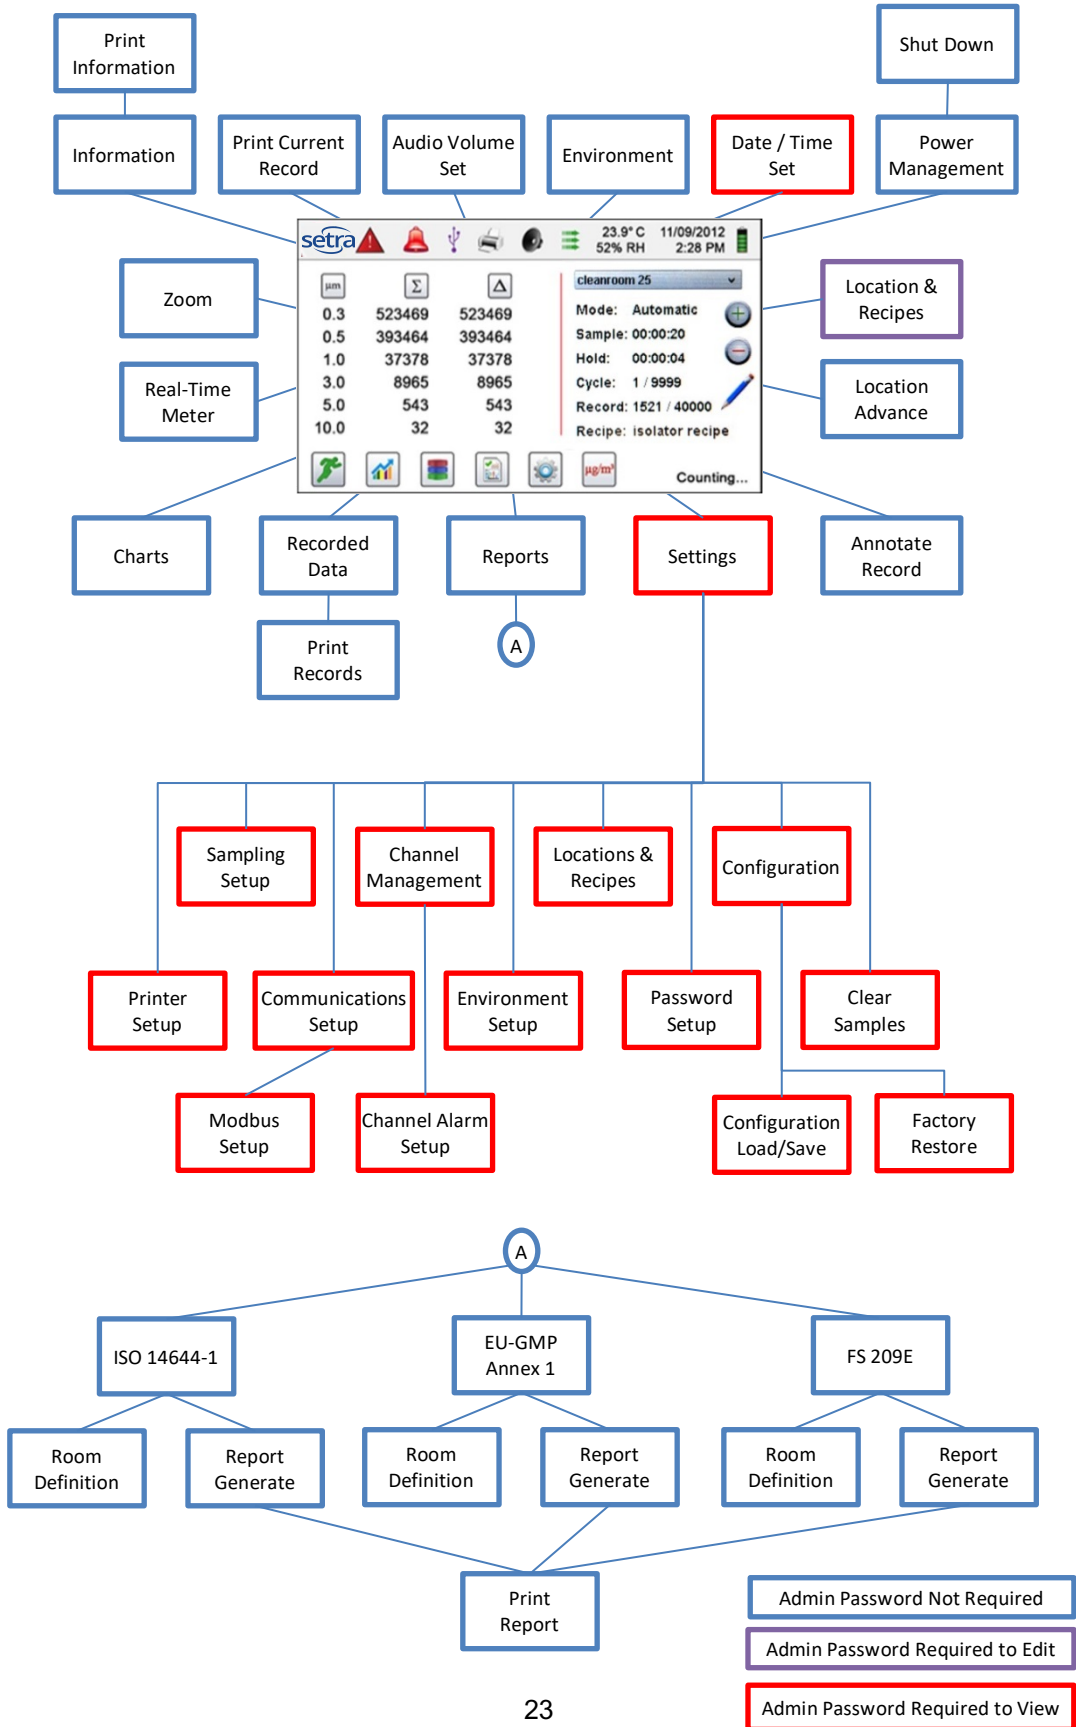 Print
Information
Shut Down
Information
Print Current
Record
Audio Volume
Set
Environment
Date / Time
Set
Power
Management
setra
23.9° C
52% RH
11/09/2012
2:28 PM
Zoom
Real-Time
Meter
µm Σ Δ
0.3 523469 523469
0.5 393464 393464
1.0 37378 37378
3.0 8965 8965
5.0 543 543
10.0 32 32
cleanroom 25
Mode: Automatic
Sample: 00:00:20
Hold: 00:00:04
Cycle: 1 / 9999
Record: 1521 / 40000
Recipe: isolator recipe
µg/m³
Counting...
Location &
Recipes
Location
Advance
Charts
Recorded
Data
Reports
Settings
Annotate
Record
Print
Records
A
Sampling
Setup
Channel
Management
Locations &
Recipes
Configuration
Printer
Setup
Communications
Setup
Environment
Setup
Password
Setup
Clear
Samples
Modbus
Setup
Channel Alarm
Setup
Configuration
Load/Save
Factory
Restore
A
ISO 14644-1
EU-GMP
Annex 1
FS 209E
Room
Definition
Report
Generate
Room
Definition
Report
Generate
Room
Definition
Report
Generate
Print
Report
Admin Password Not Required
Admin Password Required to Edit
Admin Password Required to View
23